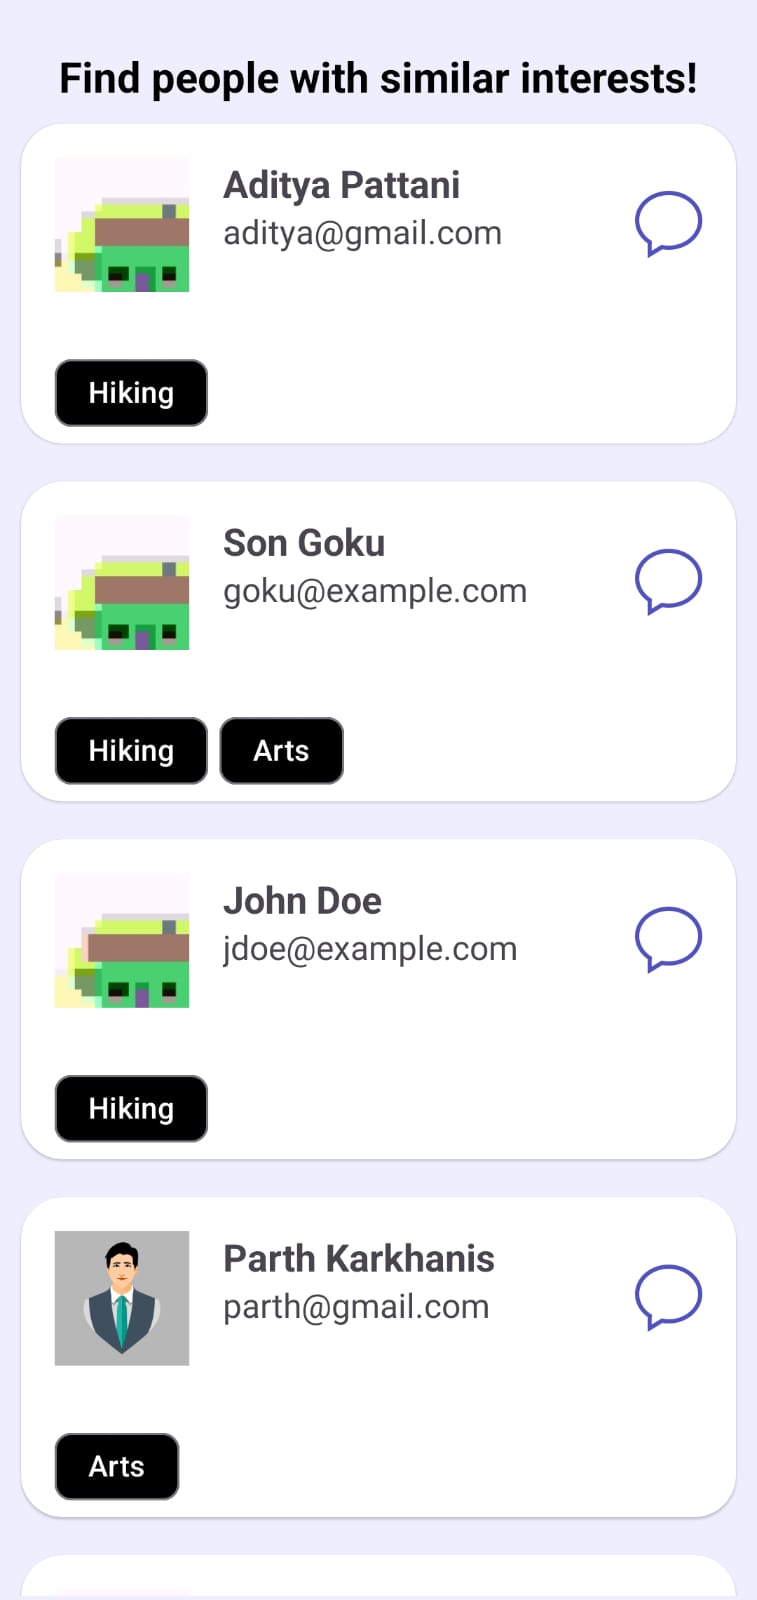 Find people with similar interests!
Aditya Pattani
aditya@gmail.com
Hiking
Son Goku
goku@example.com
Hiking Arts
John Doe
jdoe@example.com
Hiking
Parth Karkhanis
parth@gmail.com
Arts